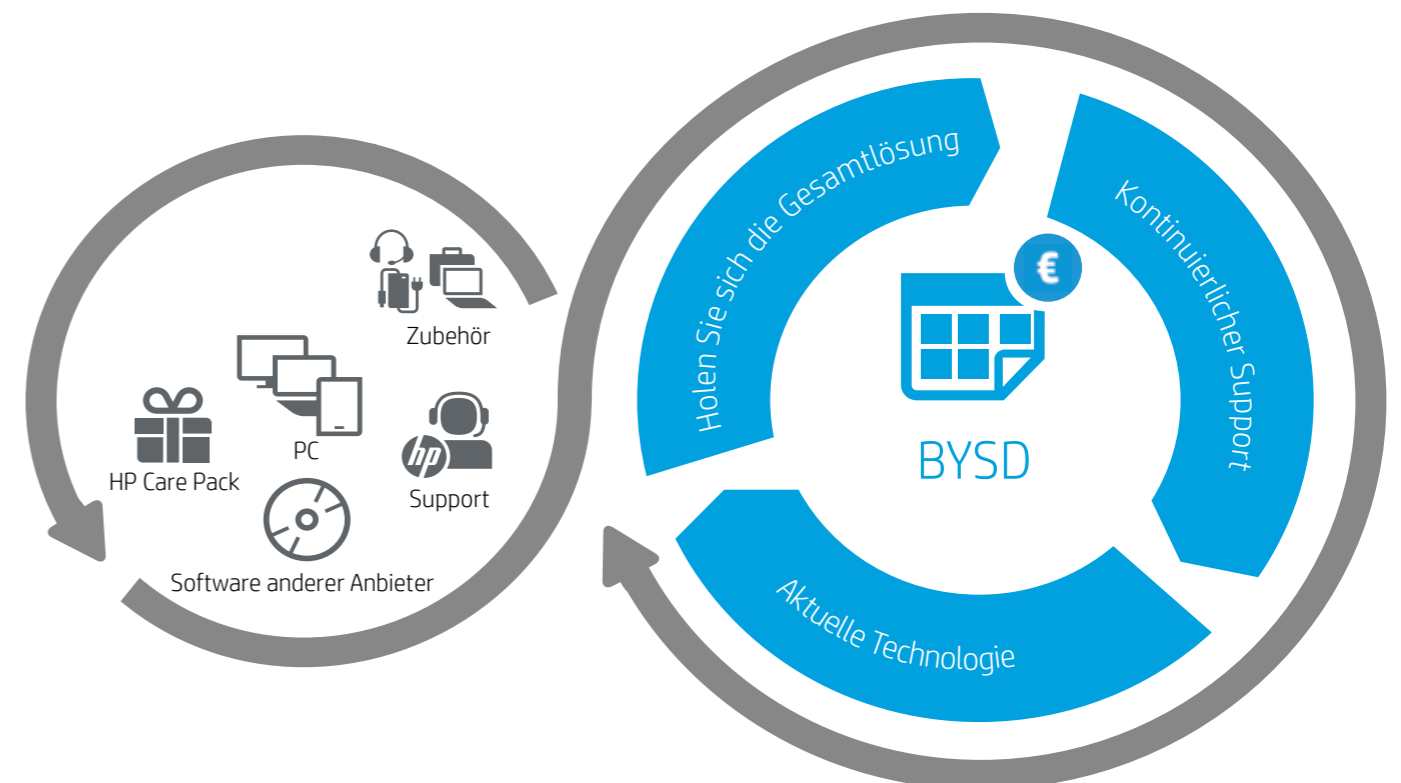 Zubehör
PC
HP Care Pack
hp
Support
Software anderer Anbieter
Holen Sie sich die Gesamtlösung
Kontinuierlicher Support
Aktuelle Technologie
€
BYSD